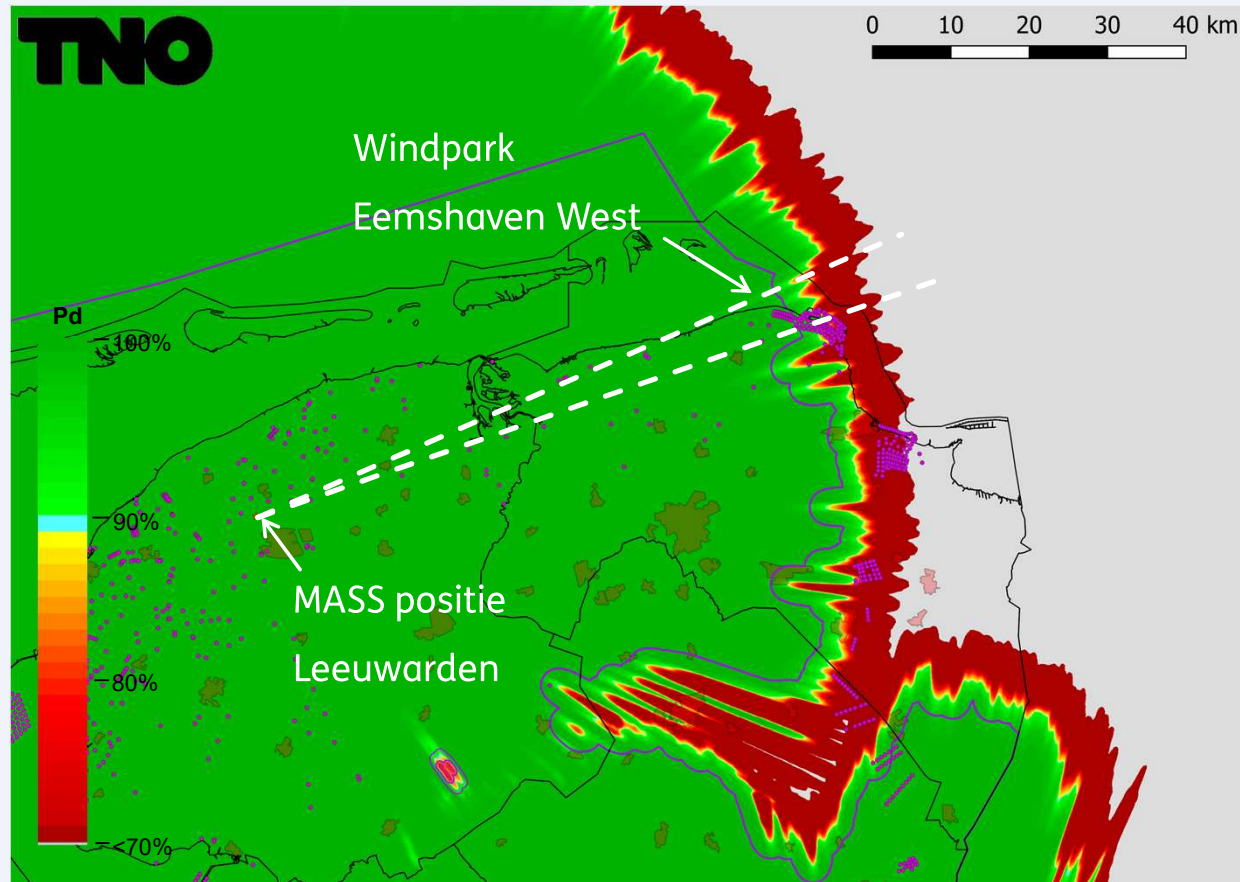 TNO
0 10 20 30 40 km
Windpark
Eemshaven West
Pd
100%
90%
MASS positie
Leeuwarden
80%
<70%